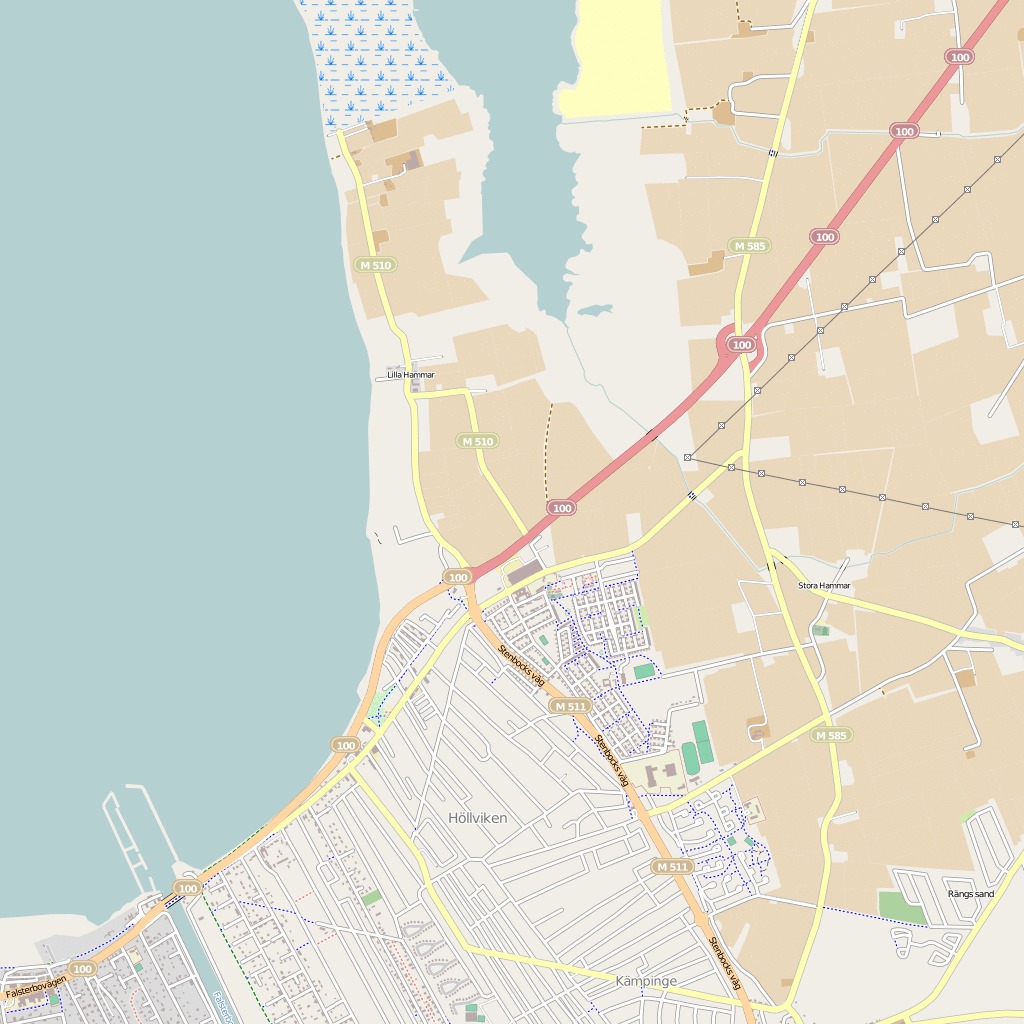 100
100
100
M 585
M 510
100
Lilla Hammar
M 510
100
100
Stora Hammar
Stenbocks väg
M 511
M 585
100
Stenbocks väg
Höllviken
M 511
100
Rängs sand
Stenbocks väg
100
Kämpinge
Falsterbovägen